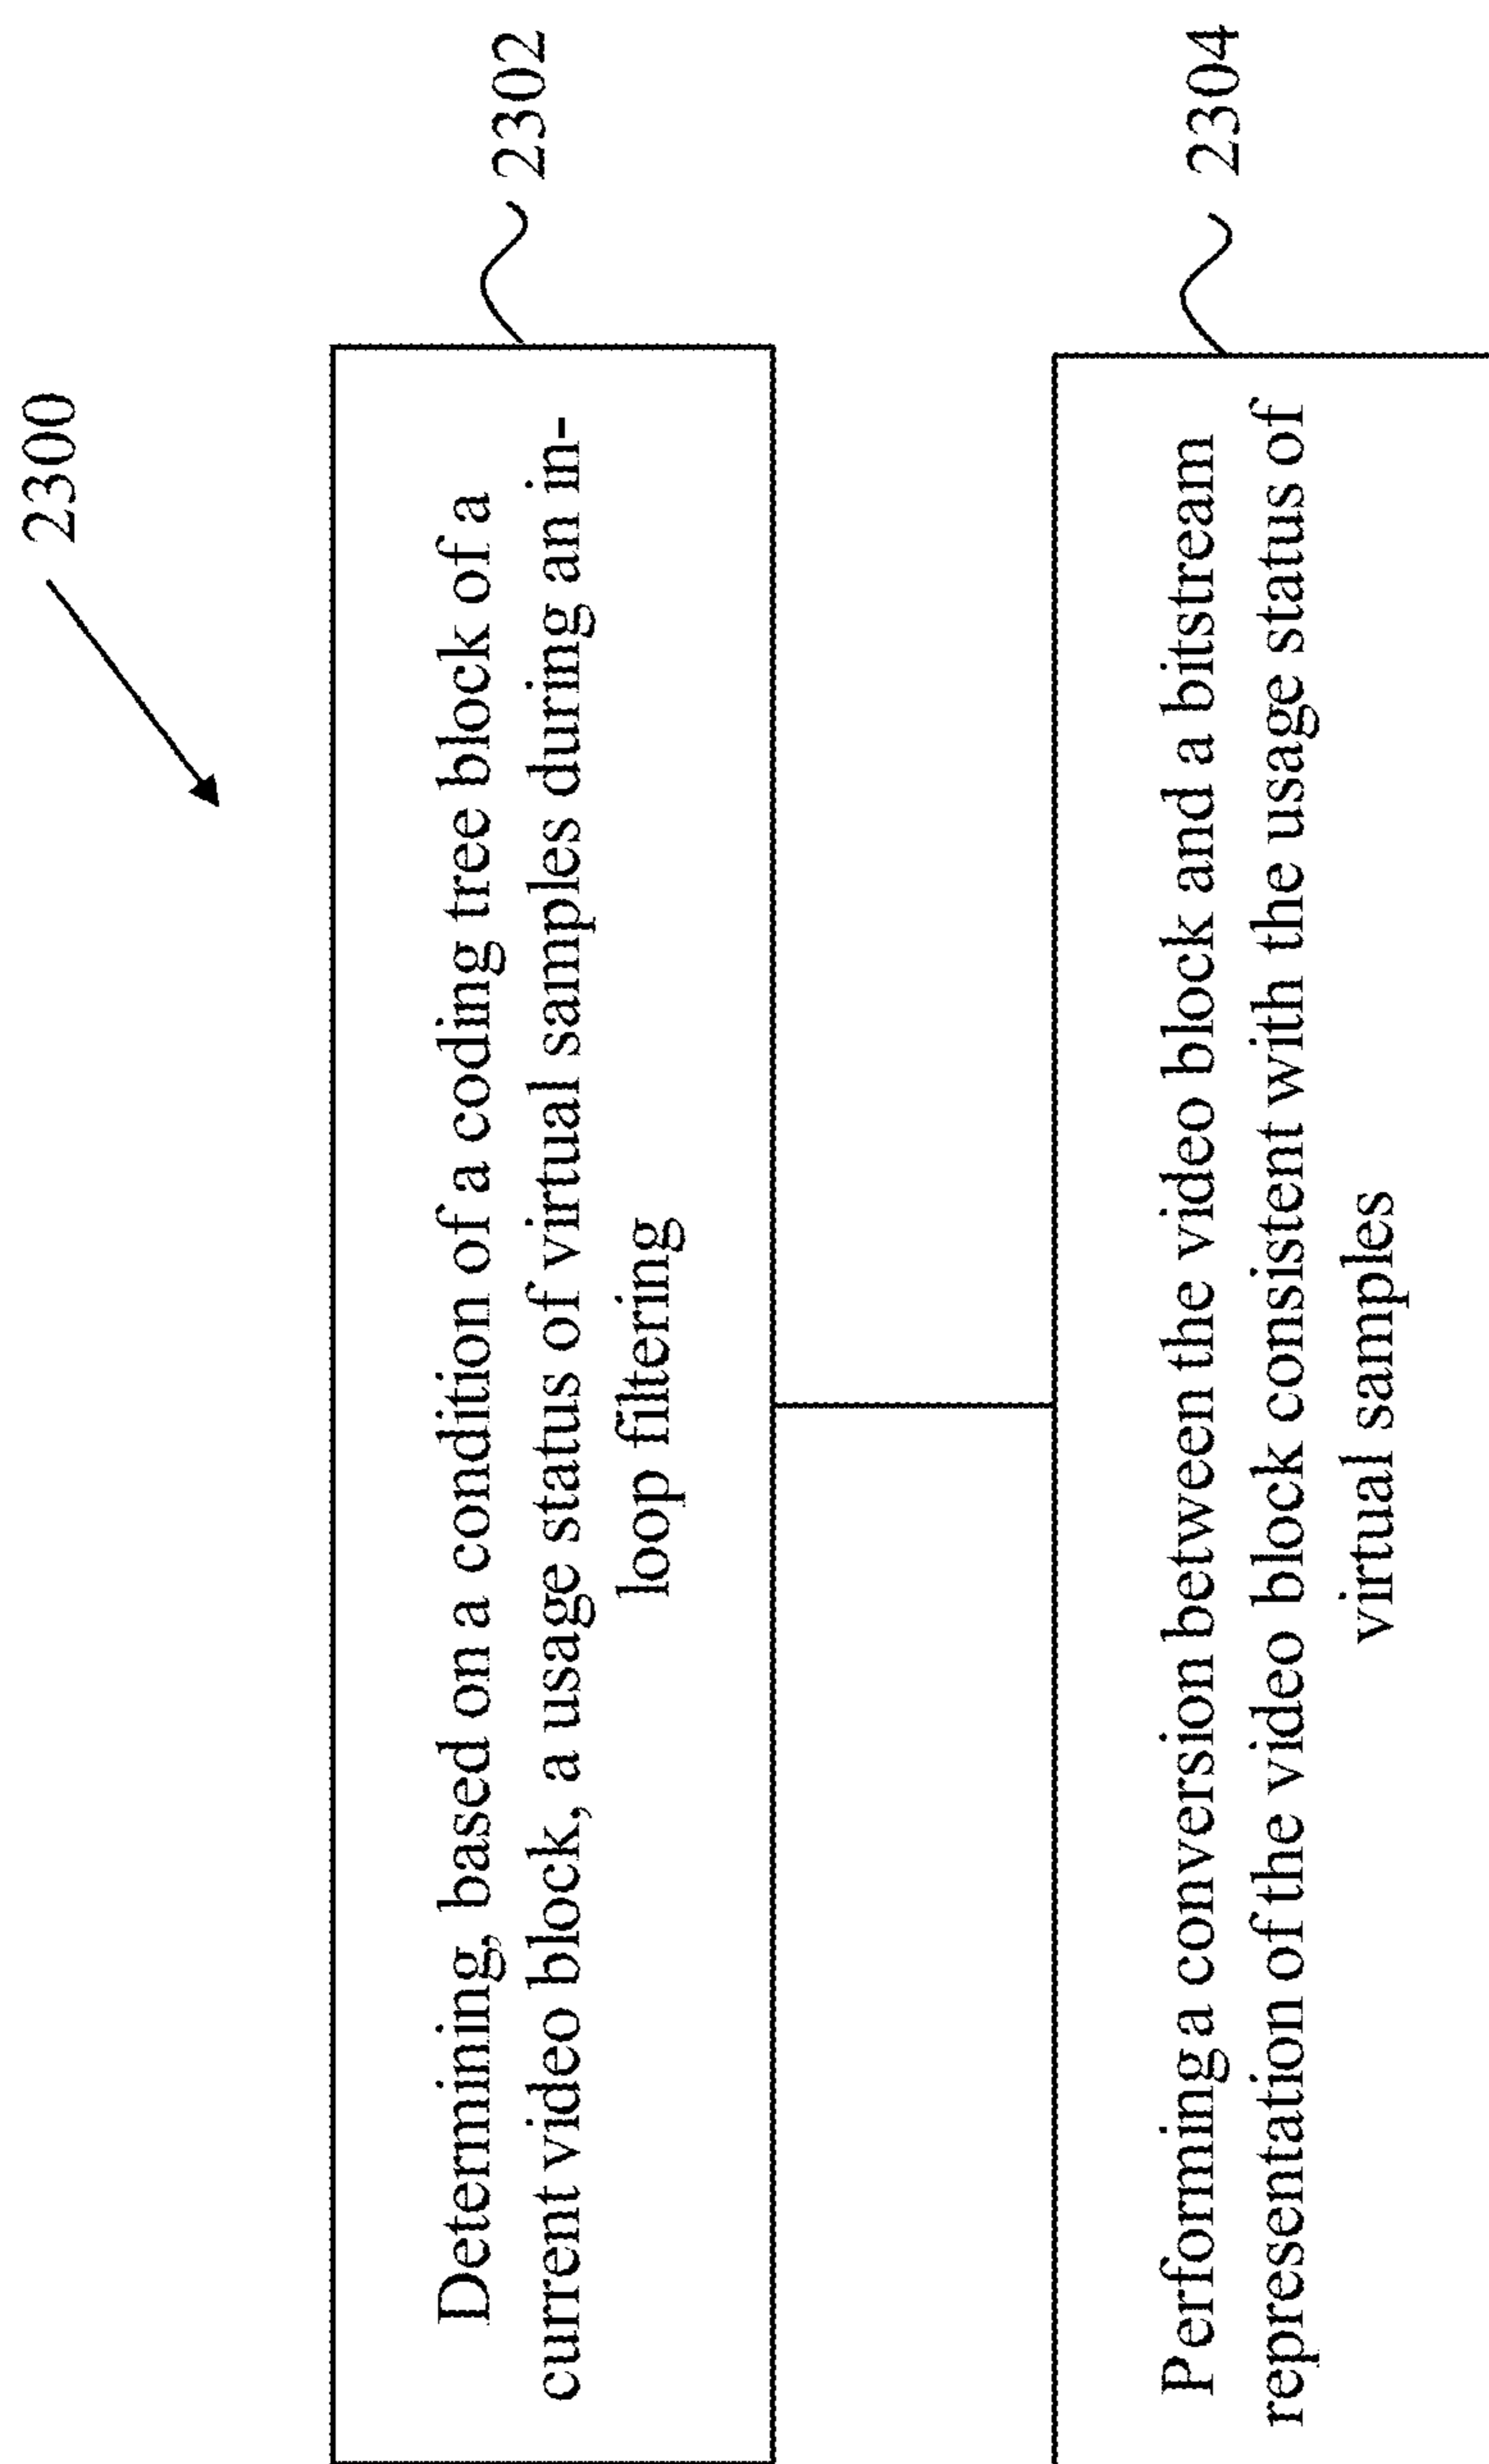 2300
Determining, based on a condition of a coding tree block of a
current video block, a usage status of virtual samples during an in-
loop filtering
2302
Performing a conversion between the video block and a bitstream
representation of the video block consistent with the usage status of
virtual samples
2304